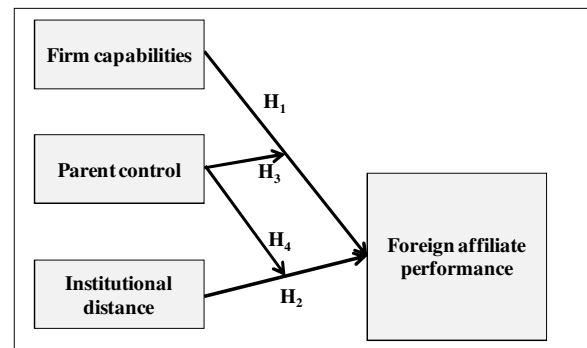 Firm capabilities
H1
Parent control
H3
H4
Foreign affiliate
performance
Institutional
distance
H2